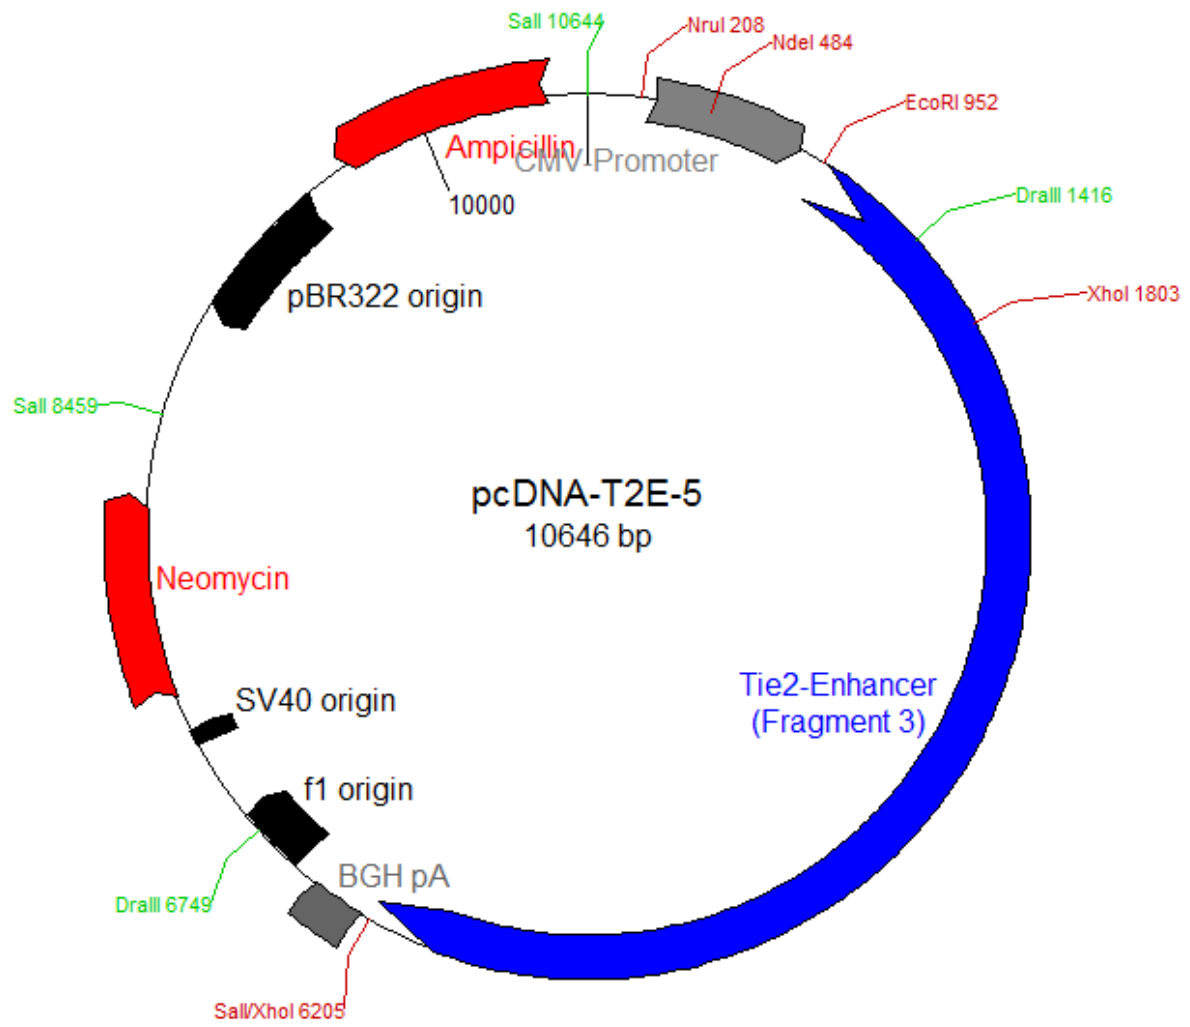 SalI 10644
NruI 208
NdeI 484
EcoRI 952
Ampicillin
CMV-Promoter
DraIII 1416
10000
pBR322 origin
XhoI 1803
SalI 8459
pcDNA-T2E-5
10646 bp
Neomycin
Tie2-Enhancer
(Fragment 3)
SV40 origin
f1 origin
BGH pA
DraIII 6749
SalI/XhoI 6205